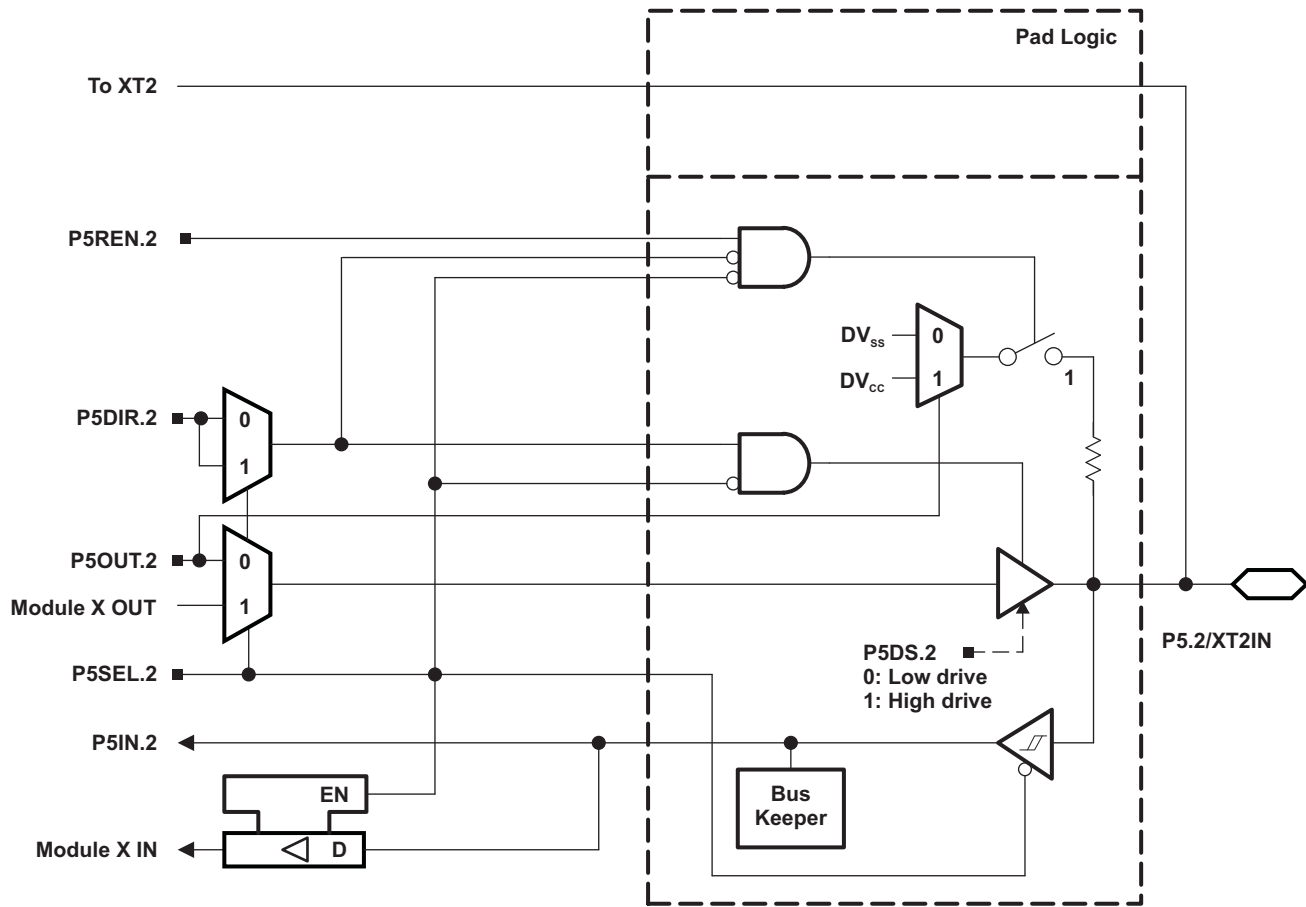 Pad Logic
To XT2
P5REN.2
DVss
0
DVcc
1
1
P5DIR.2
0
1
P5OUT.2
0
Module X OUT
1
P5DS.2
0: Low drive
1: High drive
P5.2/XT2IN
P5SEL.2
P5IN.2
EN
Bus
Keeper
Module X IN
D